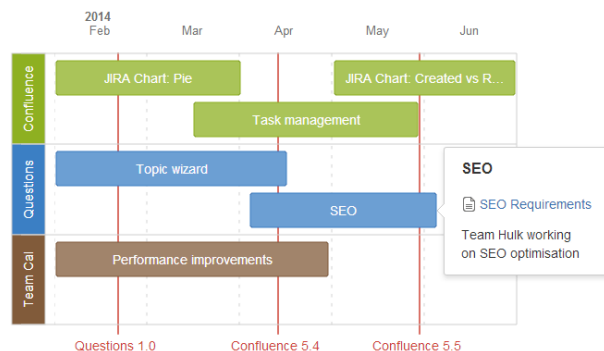 2014
Feb Mar Apr May Jun
Confluence
JIRA Chart: Pie
JIRA Chart: Created vs R...
Task management
Questions
Topic wizard
SEO
SEO
SEO Requirements
Team Hulk working
on SEO optimisation
Team Cal
Performance improvements
Questions 1.0 Confluence 5.4 Confluence 5.5